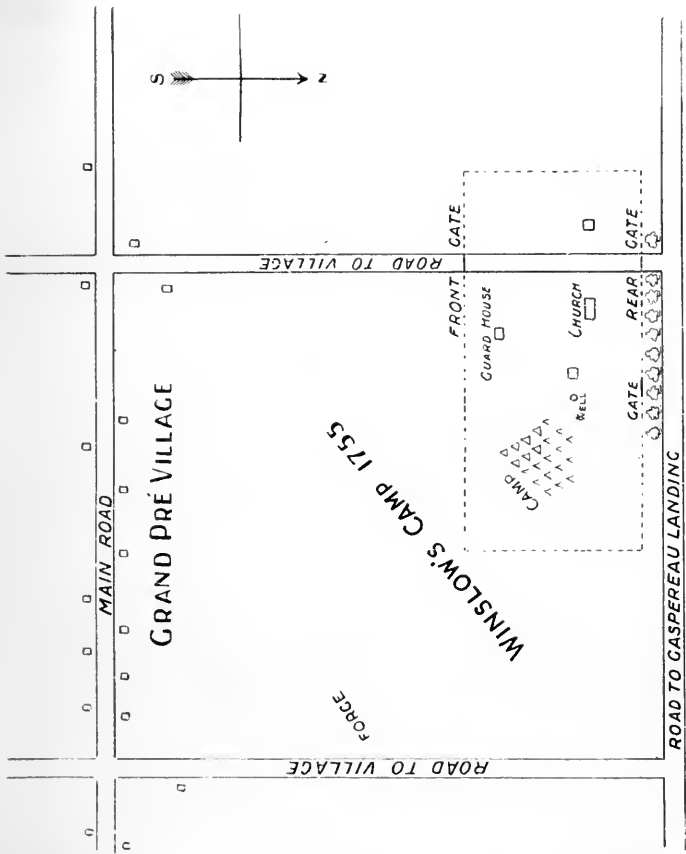 S
N
MAIN ROAD
GRAND PRÉ VILLAGE
ROAD TO VILLAGE
FRONT GATE
GUARD HOUSE
CHURCH
REAR GATE
GATE
WELL
CAMP
WINSLOW'S CAMP 1755
FORGE
ROAD TO VILLAGE
ROAD TO GASPEREAU LANDING